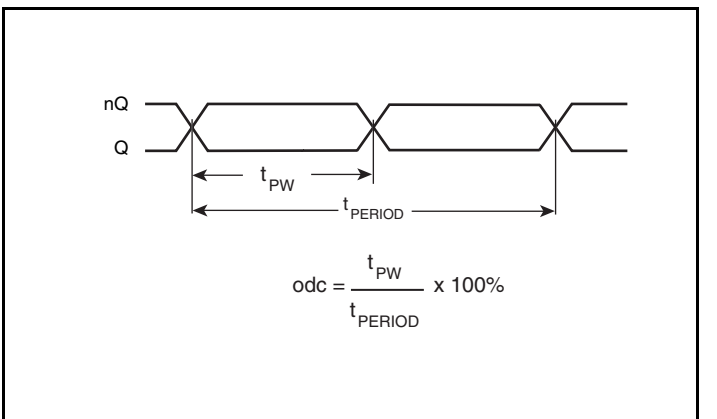 nQ
Q
tPW
tPERIOD
odc = tPW / tPERIOD x 100%